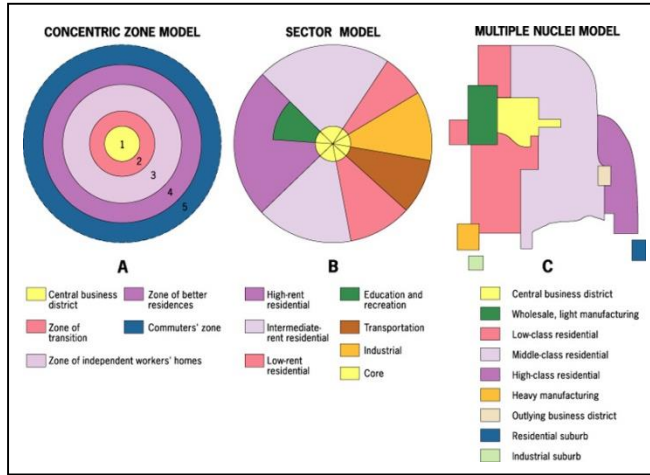 CONCENTRIC ZONE MODEL
1
2
3
4
5
A
Central business
district
Zone of better
residences
Zone of
transition
Commuters' zone
Zone of independent workers' homes
SECTOR MODEL
B
High-rent
residential
Education and
recreation
Intermediate-
rent residential
Transportation
Industrial
Low-rent
residential
Core
MULTIPLE NUCLEI MODEL
C
Central business district
Wholesale, light manufacturing
Low-class residential
Middle-class residential
High-class residential
Heavy manufacturing
Outlying business district
Residential suburb
Industrial suburb